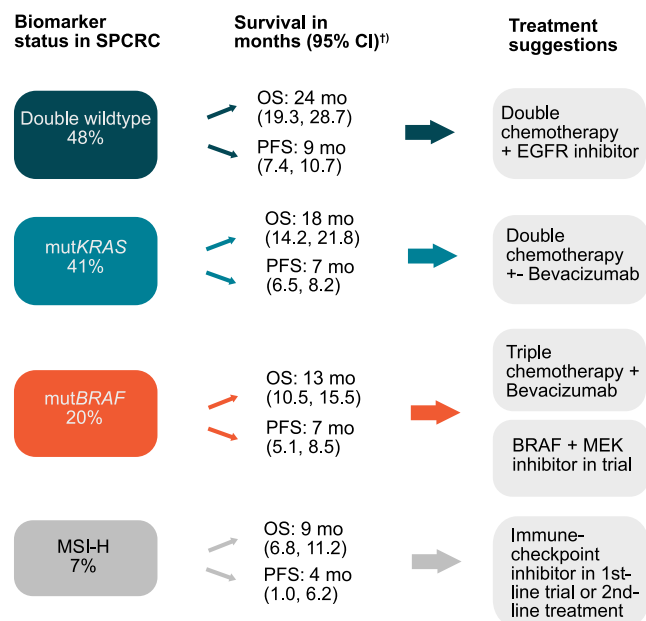 Biomarker
status in SPCRC
Survival in
months (95% CI)†)
Treatment
suggestions
Double wildtype
48%
OS: 24 mo
(19.3, 28.7)
PFS: 9 mo
(7.4, 10.7)
Double
chemotherapy
+ EGFR inhibitor
mutKRAS
41%
OS: 18 mo
(14.2, 21.8)
PFS: 7 mo
(6.5, 8.2)
Double
chemotherapy
+- Bevacizumab
mutBRAF
20%
OS: 13 mo
(10.5, 15.5)
PFS: 7 mo
(5.1, 8.5)
Triple
chemotherapy +
Bevacizumab
BRAF + MEK
inhibitor in trial
MSI-H
7%
OS: 9 mo
(6.8, 11.2)
PFS: 4 mo
(1.0, 6.2)
Immune-
checkpoint
inhibitor in 1st-
line trial or 2nd-
line treatment